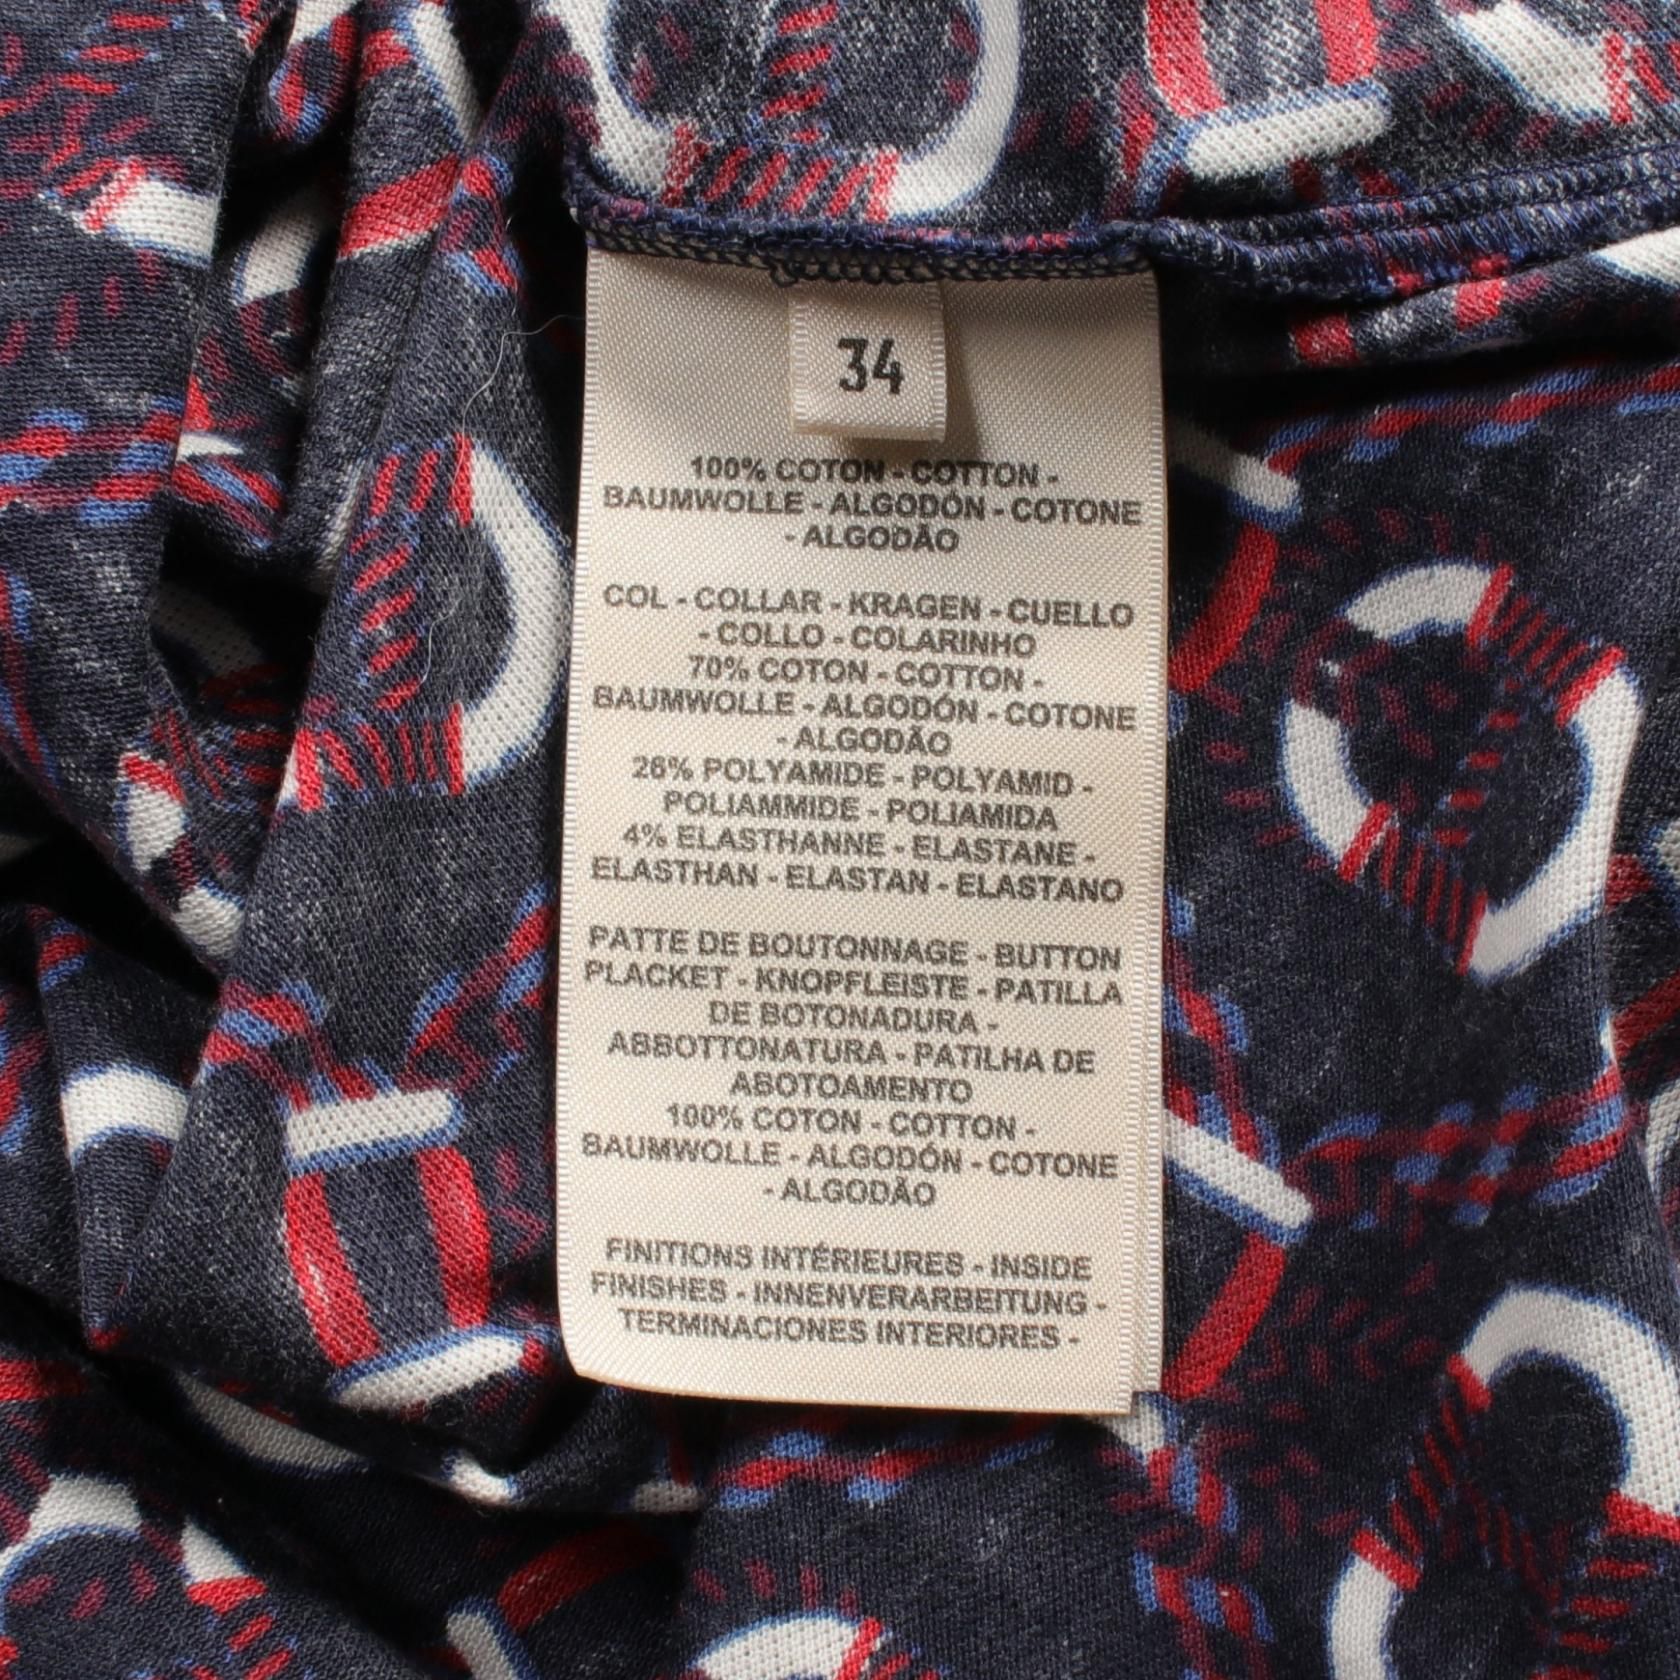 34
100% COTON - COTTON -
BAUMWOLLE - ALGODÓN - COTONE
- ALGODÃO
COL - COLLAR - KRAGEN - CUELLO
- COLLO - COLARINHO
70% COTON - COTTON -
BAUMWOLLE - ALGODÓN - COTONE
- ALGODÃO
26% POLYAMIDE - POLYAMID -
POLIAMMIDE - POLIAMIDA
4% ELASTHANNE - ELASTANE -
ELASTHAN - ELASTAN - ELASTANO
PATTE DE BOUTONNAGE - BUTTON
PLACKET - KNOPFLEISTE - PATILLA
DE BOTONADURA -
ABBOTTONATURA - PATILHA DE
ABOTOAMENTO
100% COTON - COTTON -
BAUMWOLLE - ALGODÓN - COTONE
- ALGODÃO
FINITIONS INTÉRIEURES - INSIDE
FINISHES - INNENVERARBEITUNG -
TERMINACIONES INTERIORES -